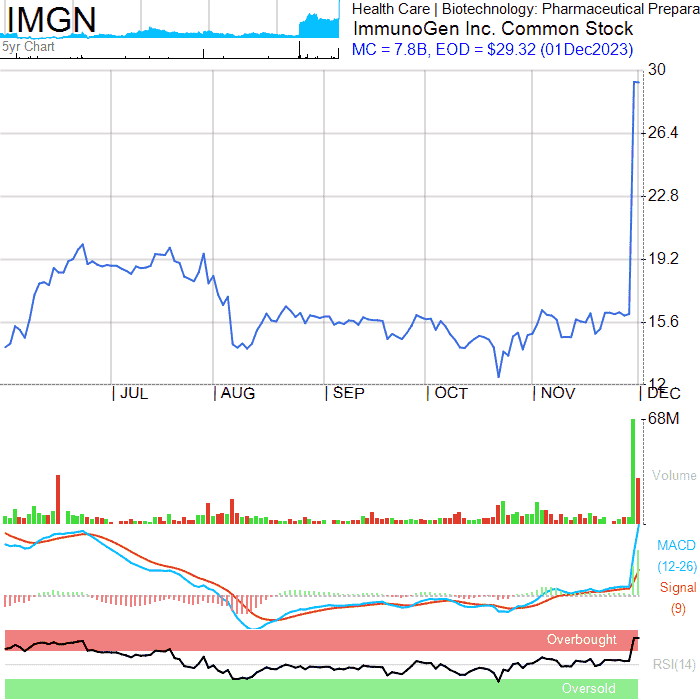 IMGN
5yr Chart
Health Care | Biotechnology: Pharmaceutical Prepara
ImmunoGen Inc. Common Stock
MC = 7.8B, EOD = $29.32 (01Dec2023)
30
26.4
22.8
19.2
15.6
12
JUL
AUG
SEP
OCT
NOV
DEC
68M
Volume
MACD
(12-26)
Signal
(9)
Overbought
RSI(14)
Oversold